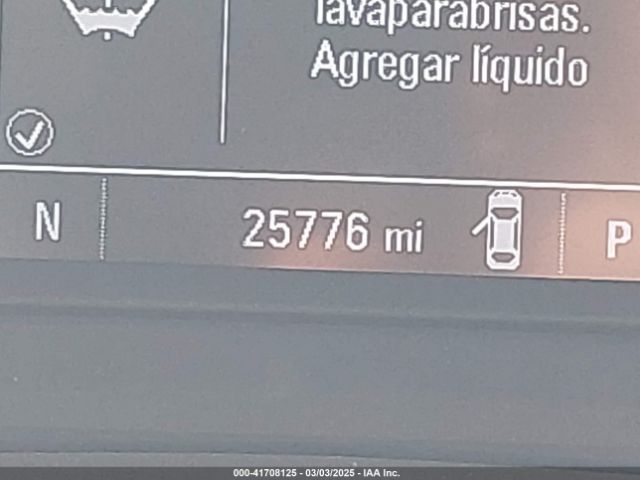 lavaparabrisas.
Agregar líquido
N 25776 mi P
000-41708125 - 03/03/2025 - IAA Inc.